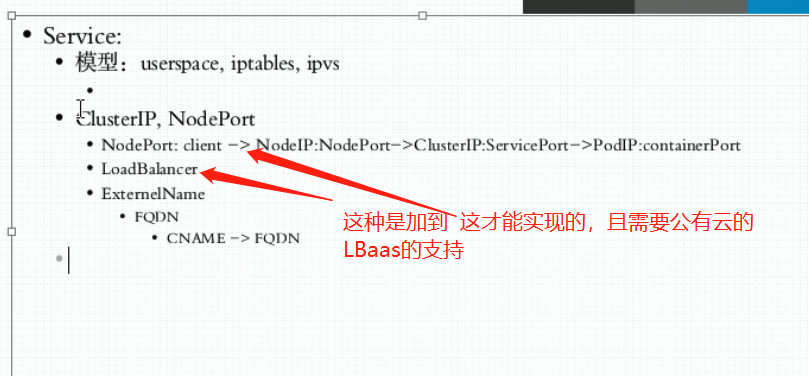 Service:
模型：userspace, iptables, ipvs
ClusterIP, NodePort
NodePort: client -> NodeIP:NodePort->ClusterIP:ServicePort->PodIP:containerPort
LoadBalancer
ExternelName
FQDN
CNAME -> FQDN
这种是加到 这才能实现的，且需要公有云的
LBaas的支持